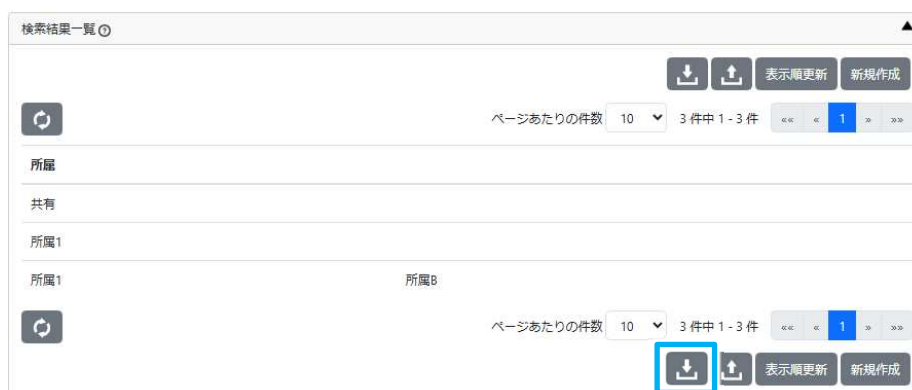 検索結果一覧
表示順更新 新規作成
ページあたりの件数 10 3 件中 1 - 3 件 «« « 1 » »»
所属
共有
所属1
所属1 所属B
ページあたりの件数 10 3 件中 1 - 3 件 «« « 1 » »»
表示順更新 新規作成